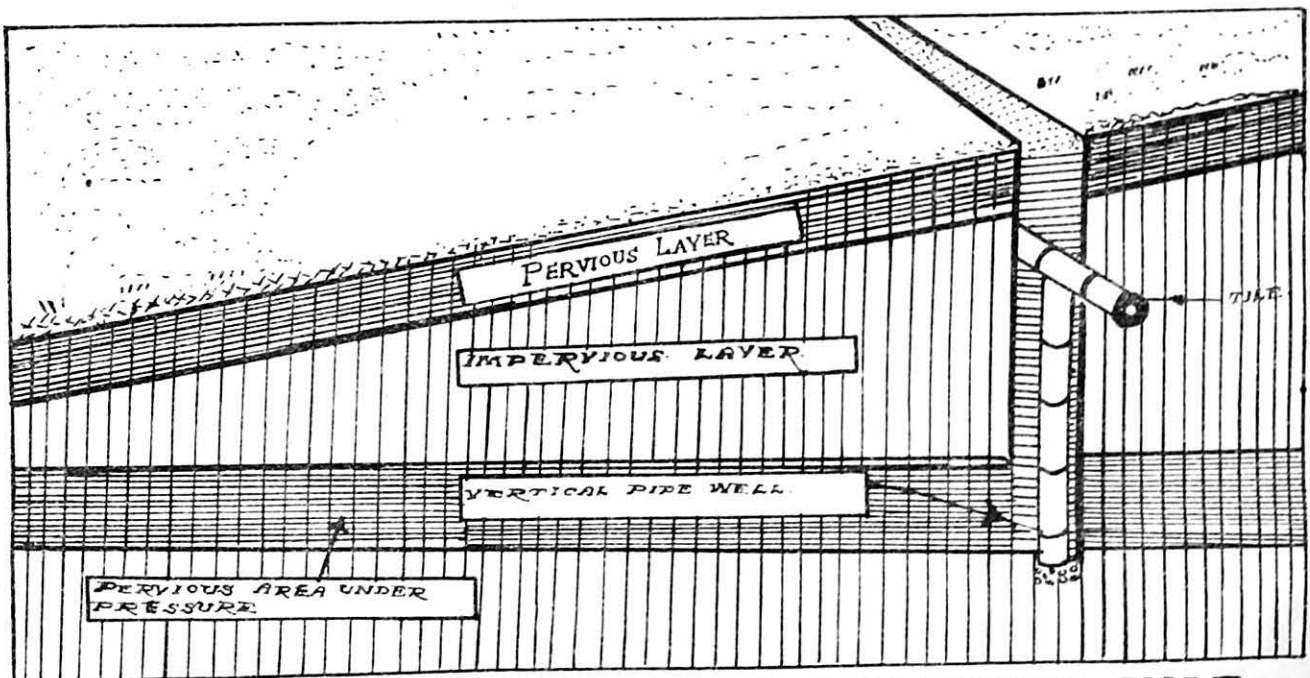 PERVIOUS LAYER
TILE
IMPERVIOUS LAYER
VERTICAL PIPE WELL
PERVIOUS AREA UNDER
PRESSURE